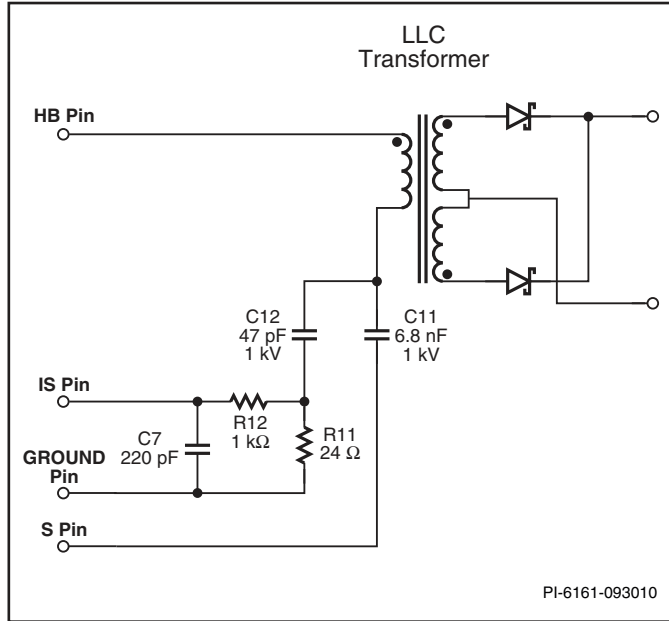 LLC
Transformer
HB Pin
C12
47 pF
1 kV
C11
6.8 nF
1 kV
IS Pin
R12
1 kΩ
C7
220 pF
R11
24 Ω
GROUND
Pin
S Pin
PI-6161-093010